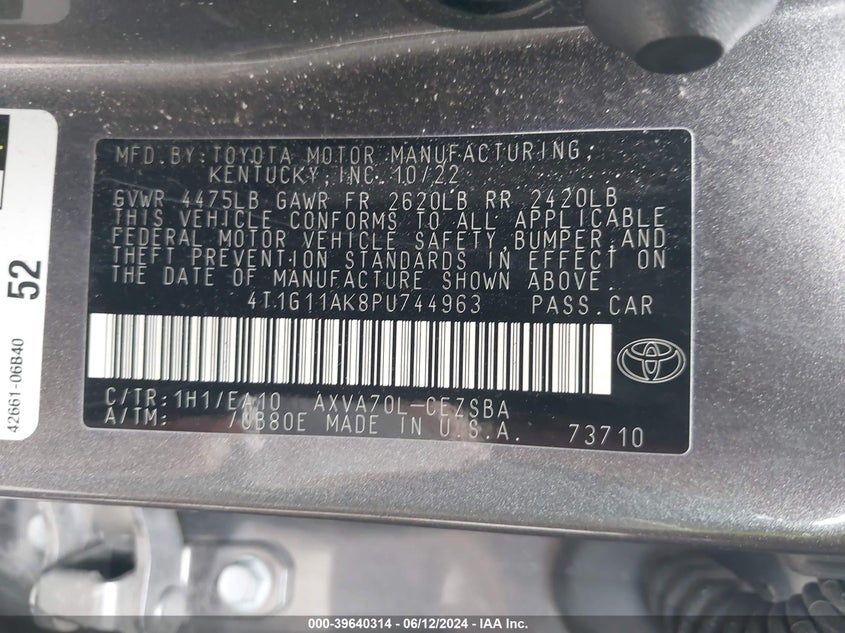 MFD.BY:TOYOTA MOTOR MANUFACTURING,
KENTUCKY, INC. 10/22
GVWR 4475LB GAWR FR 2620LB RR 2420LB
THIS VEHICLE CONFORMS TO ALL APPLICABLE
FEDERAL MOTOR VEHICLE SAFETY,BUMPER,AND
THEFT PREVENTION STANDARDS IN EFFECT ON
THE DATE OF MANUFACTURE SHOWN ABOVE.
4T1G11AK8PU744963 PASS.CAR
C/TR:1H1/EA10 AXVA70L-CEZSBA
A/TM: /GB80E MADE IN U.S.A. 73710
52
42661-06B40
000-39640314 - 06/12/2024 - IAA Inc.